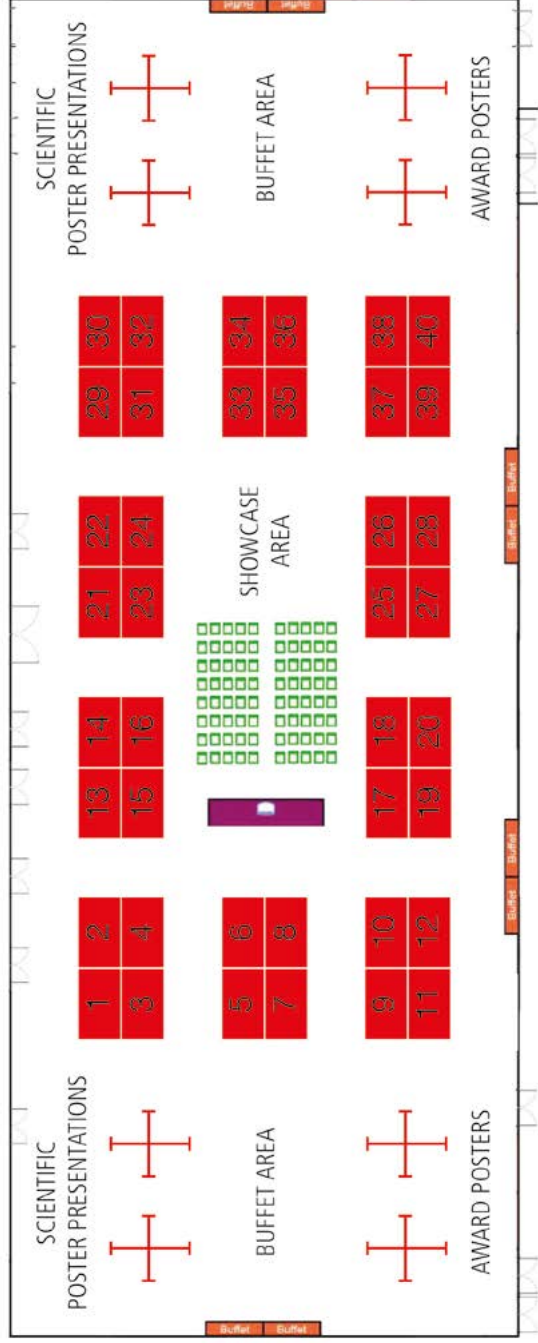 SCIENTIFIC
POSTER PRESENTATIONS
SCIENTIFIC
POSTER PRESENTATIONS
1 2 13 14 21 22 29 30
3 4 15 16 23 24 31 32
Buffet Buffet
BUFFET AREA
5 6
7 8
SHOWCASE
AREA
33 34
35 36
BUFFET AREA
Buffet Buffet
9 10 17 18 25 26 37 38
11 12 19 20 27 28 39 40
AWARD POSTERS
AWARD POSTERS
Buffet Buffet
Buffet Buffet